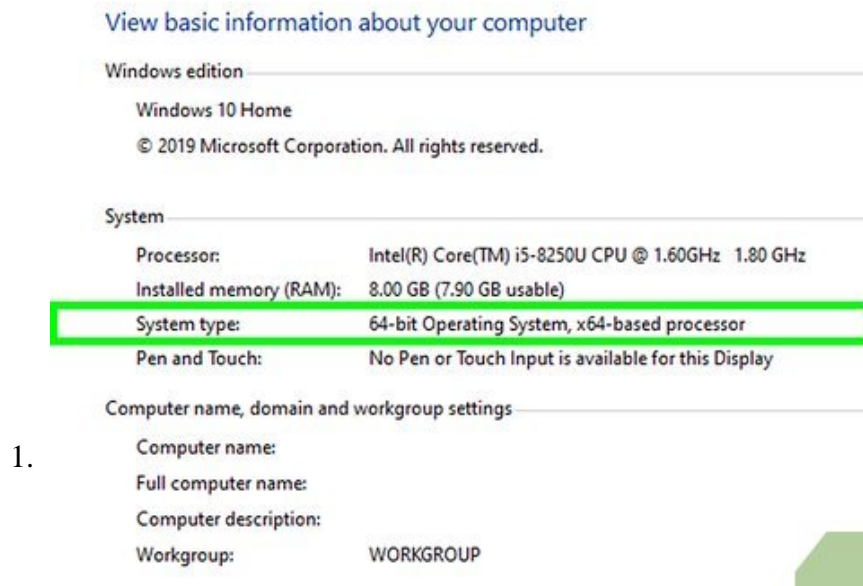 View basic information about your computer
Windows edition
Windows 10 Home
© 2019 Microsoft Corporation. All rights reserved.
System
Processor: Intel(R) Core(TM) i5-8250U CPU @ 1.60GHz 1.80 GHz
Installed memory (RAM): 8.00 GB (7.90 GB usable)
System type: 64-bit Operating System, x64-based processor
Pen and Touch: No Pen or Touch Input is available for this Display
Computer name, domain and workgroup settings
1.
Computer name:
Full computer name:
Computer description:
Workgroup: WORKGROUP